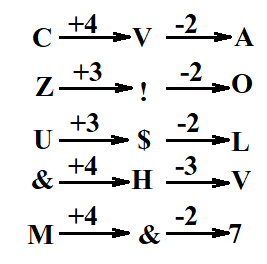 C +4 V -2 A
Z +3 ! -2 O
U +3 $ -2 L
& +4 H -3 V
M +4 & -2 7